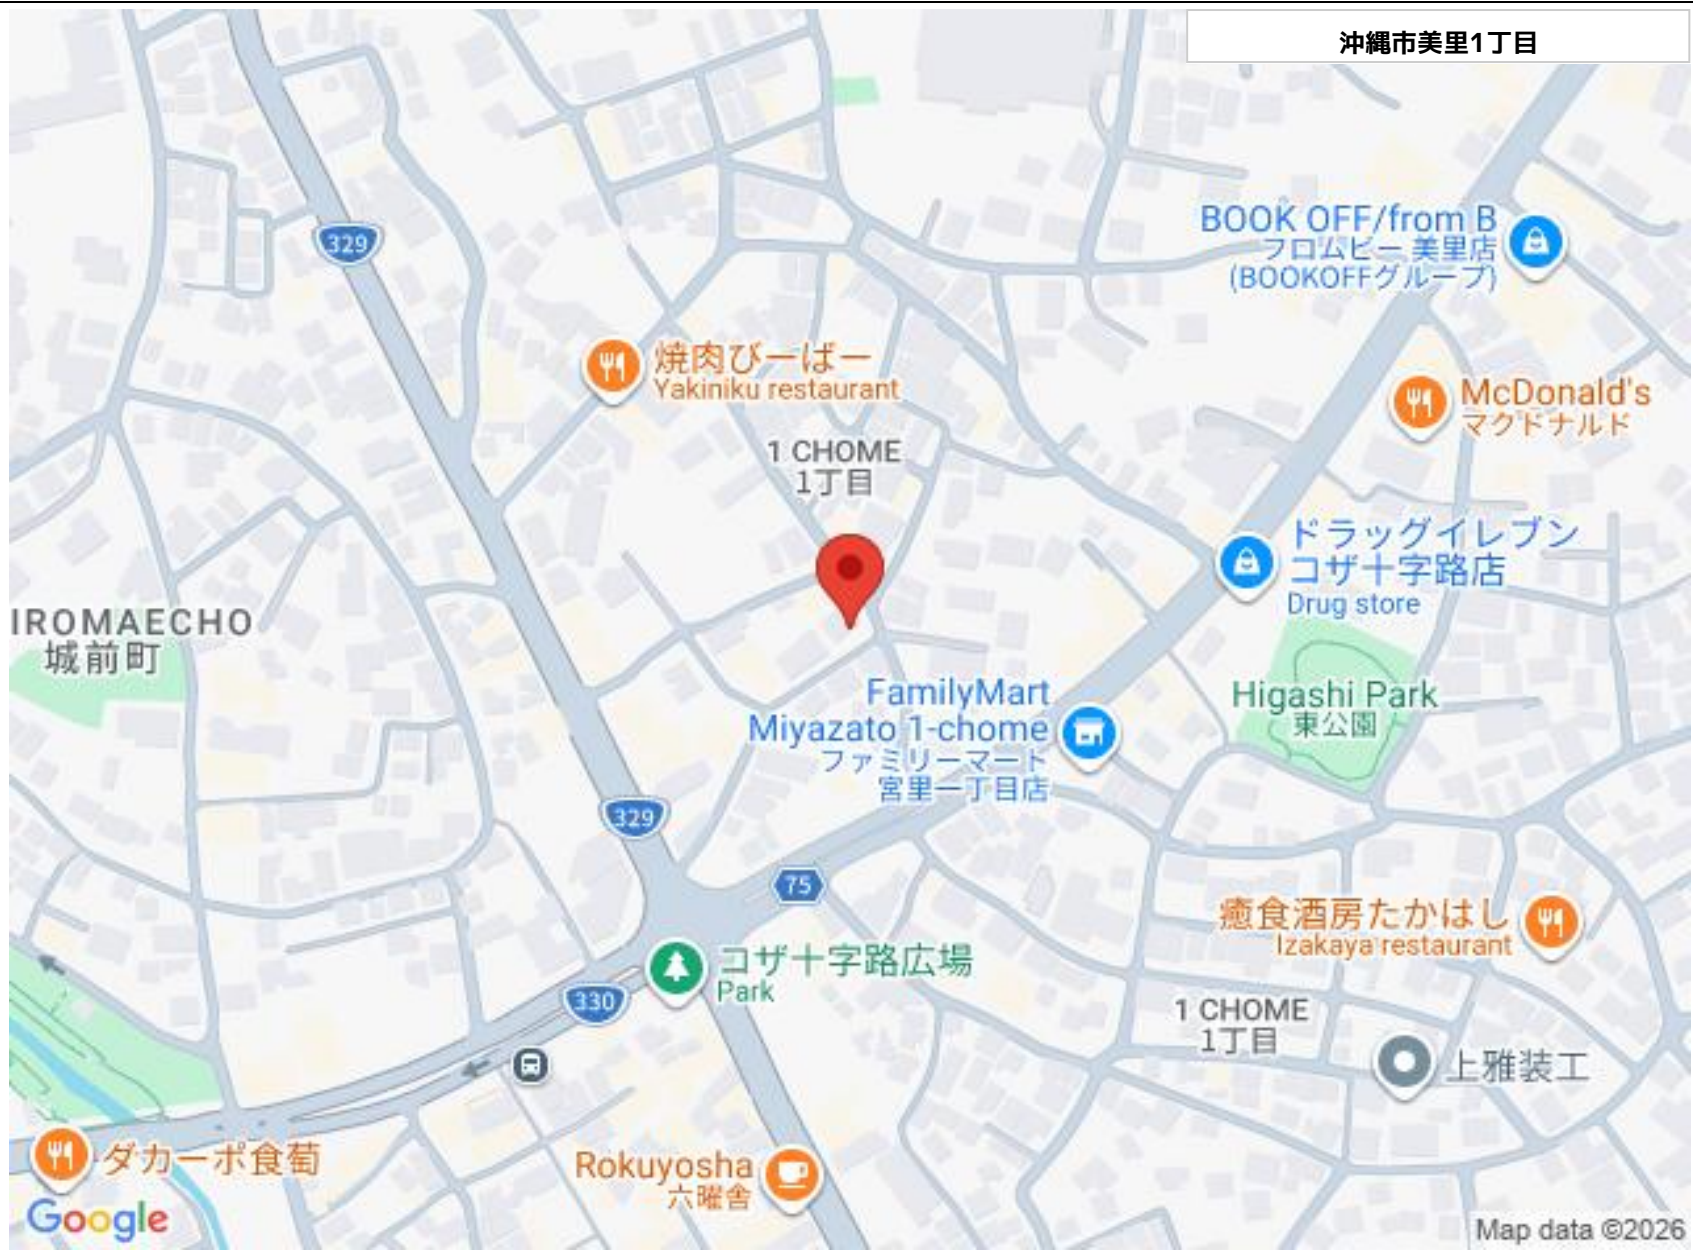 沖縄市美里1丁目
329
BOOK OFF/from B
フロムビー 美里店
(BOOKOFFグループ)
焼肉びーばー
Yakiniku restaurant
McDonald's
マクドナルド
1 CHOME
1丁目
ドラッグイレブン
コザ十字路店
Drug store
IROMAECHO
城前町
FamilyMart
Miyazato 1-chome
ファミリーマート
宮里一丁目店
Higashi Park
東公園
329
75
癒食酒房たかはし
Izakaya restaurant
コザ十字路広場
Park
330
1 CHOME
1丁目
上雅装工
ダカーポ食萄
Rokuyosha
六曜舎
Google
Map data ©2026